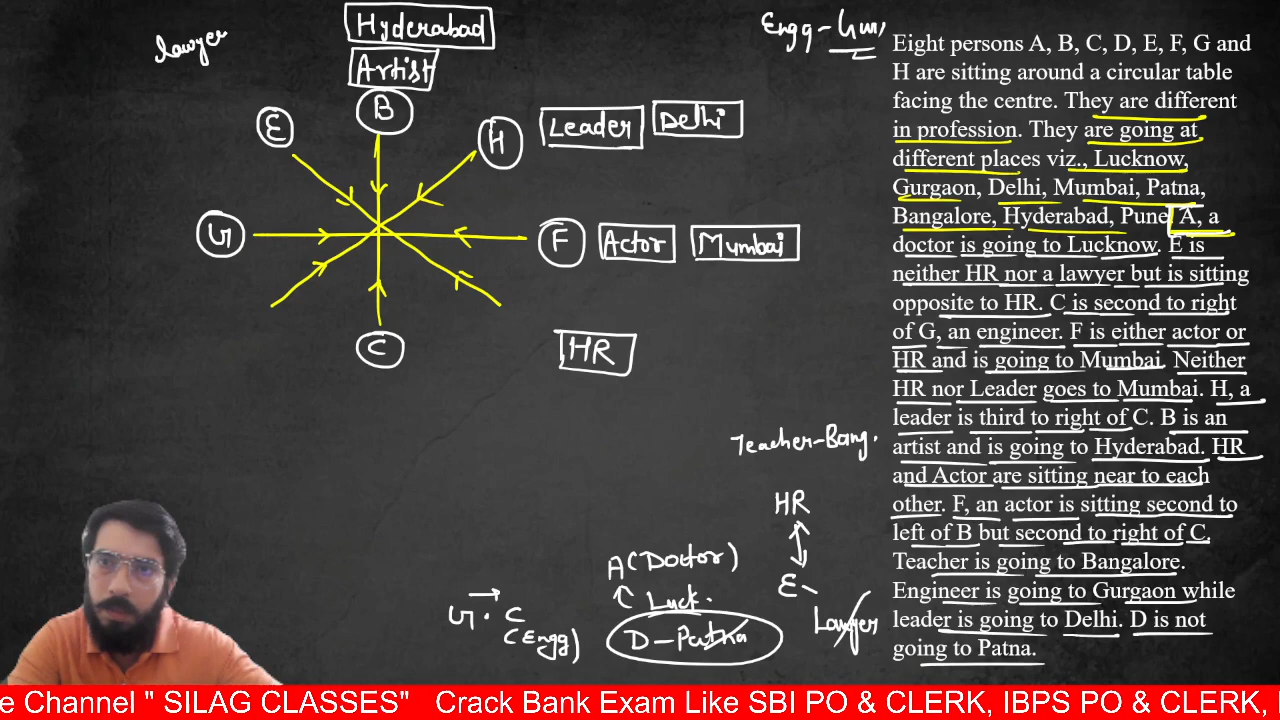 Hyderabad
Engg - Gur,
lawyer
Artist
B
E
H
Leader
Delhi
G
F
Actor
Mumbai
C
HR
Teacher-Bang.
HR
E -
Lawyer
A (Doctor)
Luck.
G . C
(Engg)
D - Patna
Eight persons A, B, C, D, E, F, G and
H are sitting around a circular table
facing the centre. They are different
in profession. They are going at
different places viz., Lucknow,
Gurgaon, Delhi, Mumbai, Patna,
Bangalore, Hyderabad, Pune A, a
doctor is going to Lucknow. E is
neither HR nor a lawyer but is sitting
opposite to HR. C is second to right
of G, an engineer. F is either actor or
HR and is going to Mumbai. Neither
HR nor Leader goes to Mumbai. H, a
leader is third to right of C. B is an
artist and is going to Hyderabad. HR
and Actor are sitting near to each
other. F, an actor is sitting second to
left of B but second to right of C.
Teacher is going to Bangalore.
Engineer is going to Gurgaon while
leader is going to Delhi. D is not
going to Patna.
e Channel " SILAG CLASSES" Crack Bank Exam Like SBI PO & CLERK, IBPS PO & CLERK,